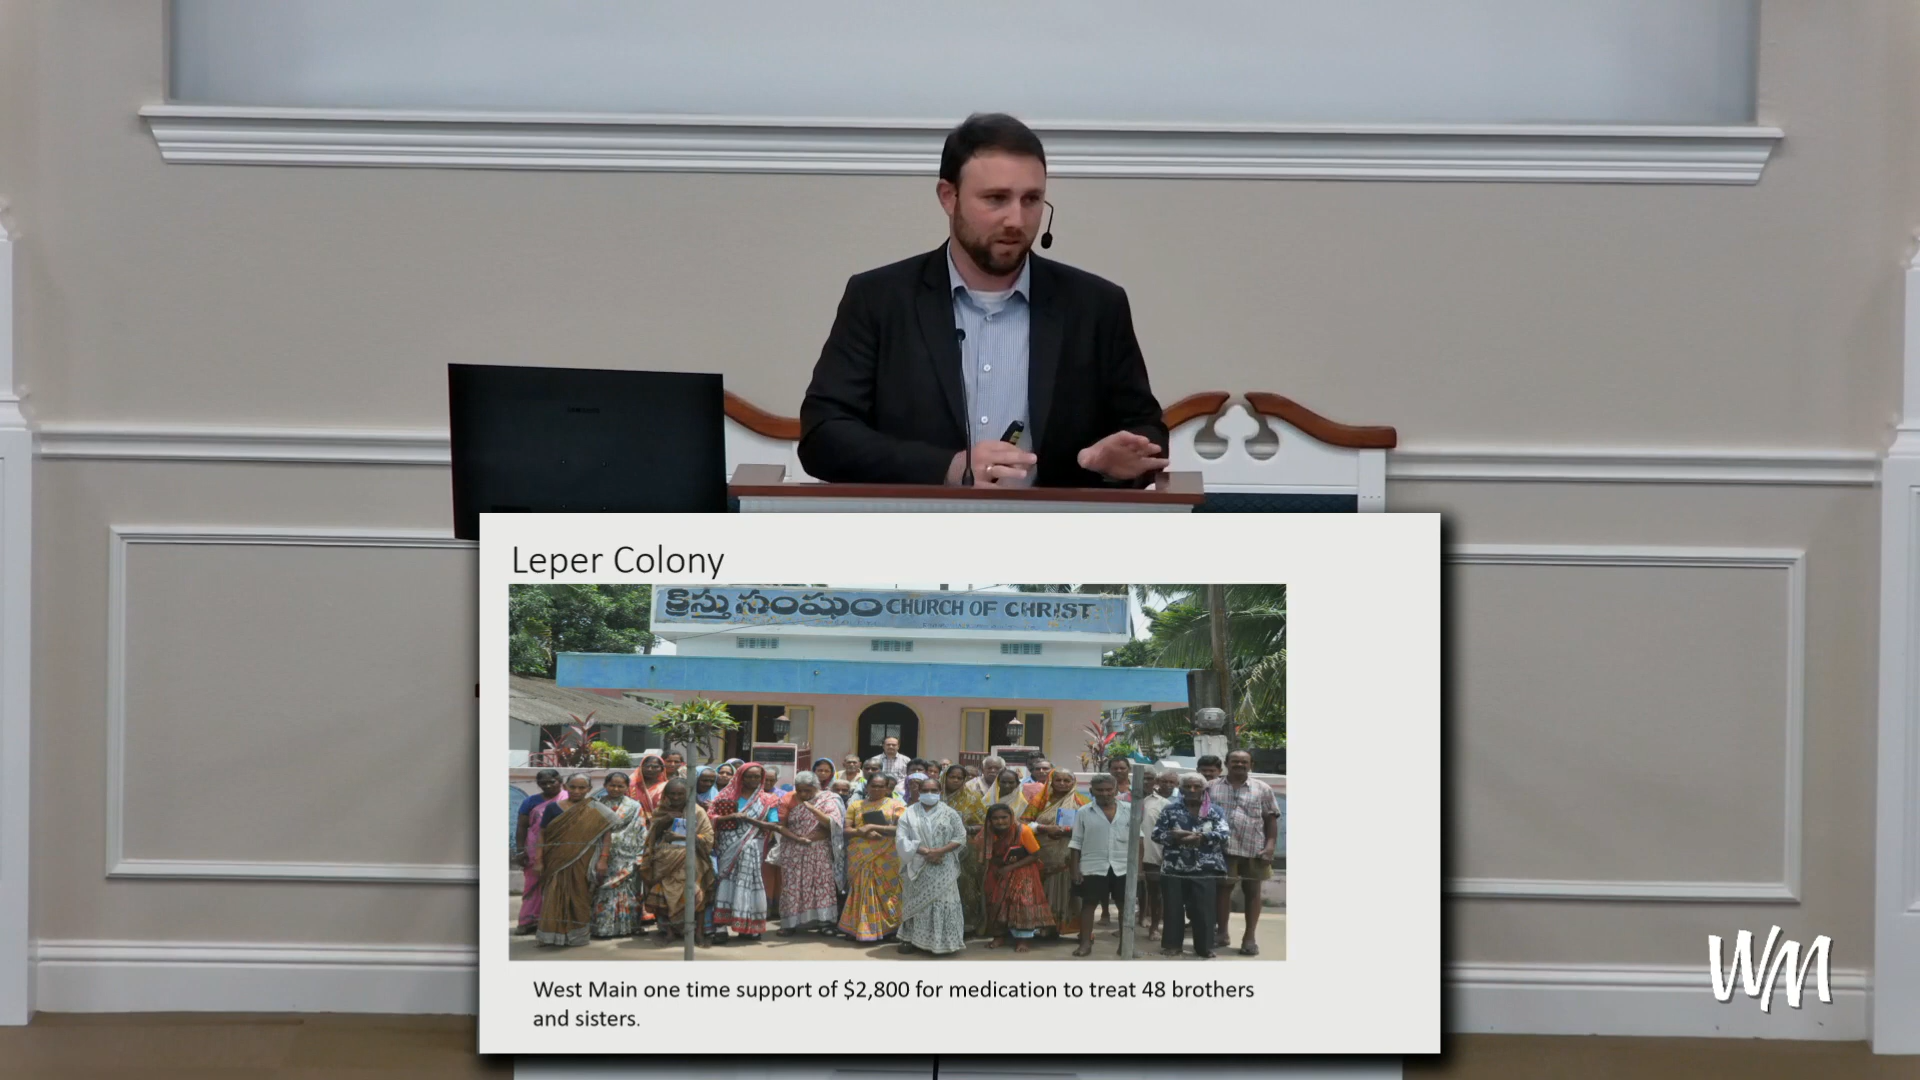 SAMSUNG
Leper Colony
క్రీస్తు సంఘం CHURCH OF CHRIST
West Main one time support of $2,800 for medication to treat 48 brothers
and sisters.
WM